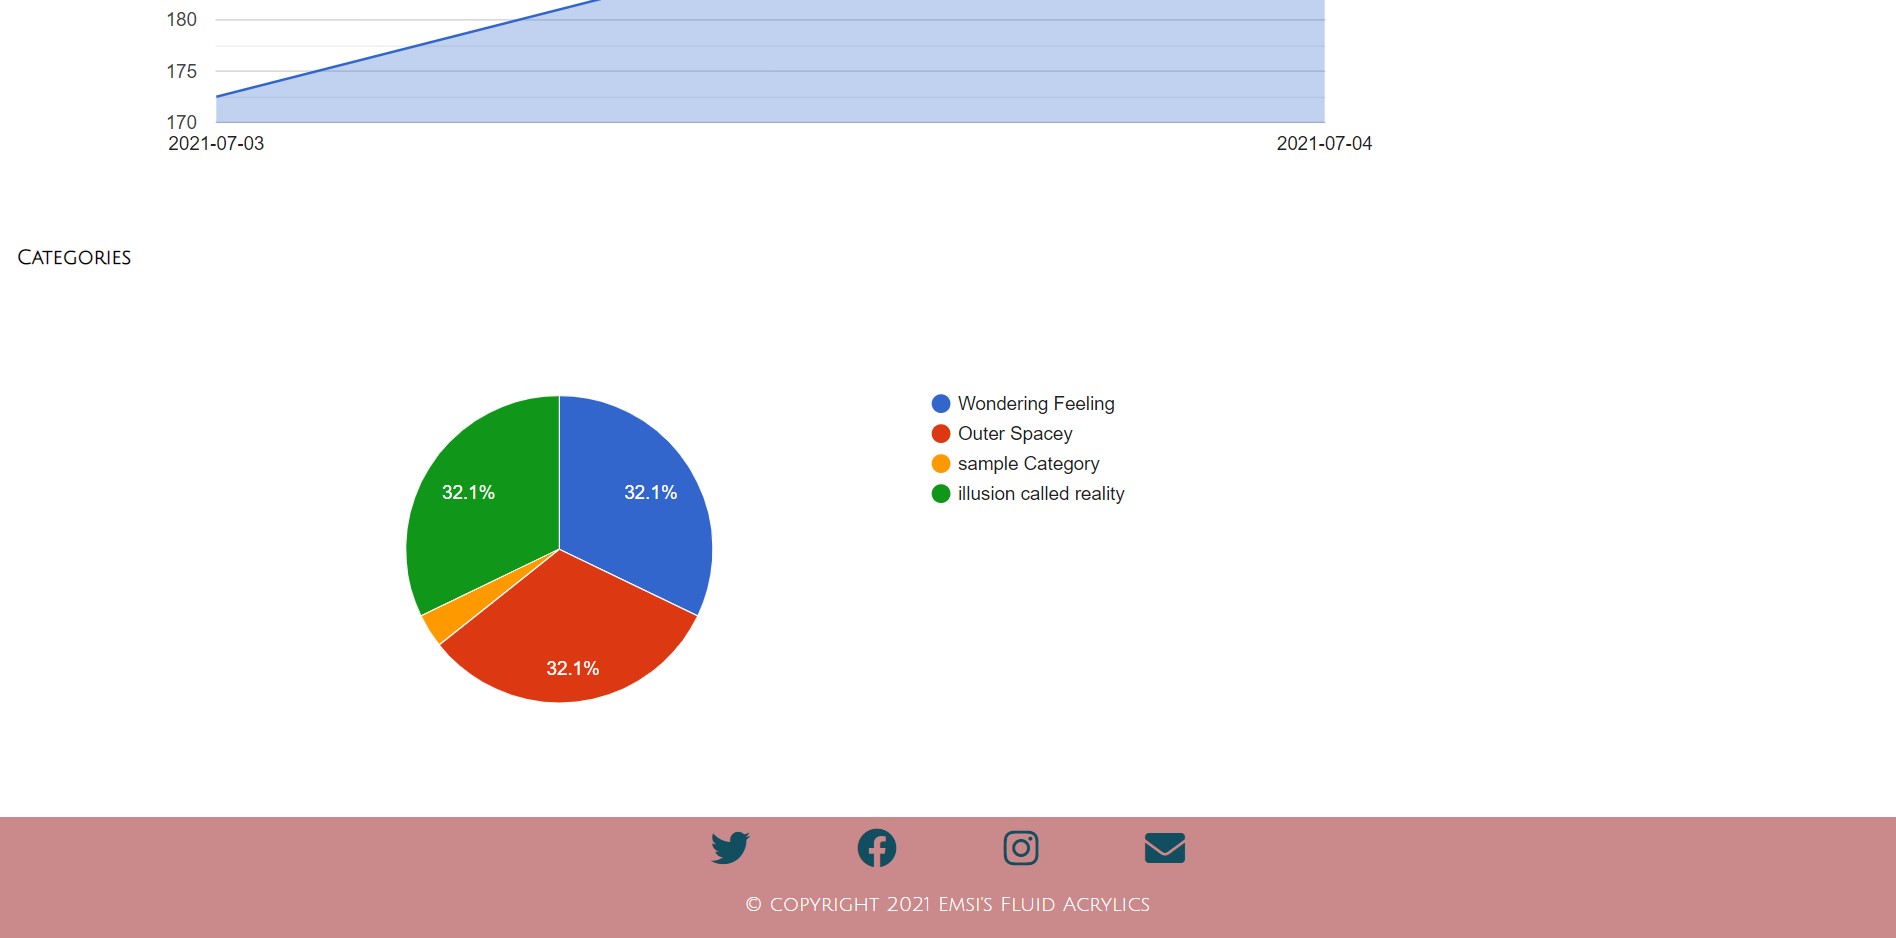 180
175
170
2021-07-03 2021-07-04
Categories
Wondering Feeling
Outer Spacey
sample Category
illusion called reality
32.1% 32.1%
32.1%
© copyright 2021 Emsi's Fluid Acrylics